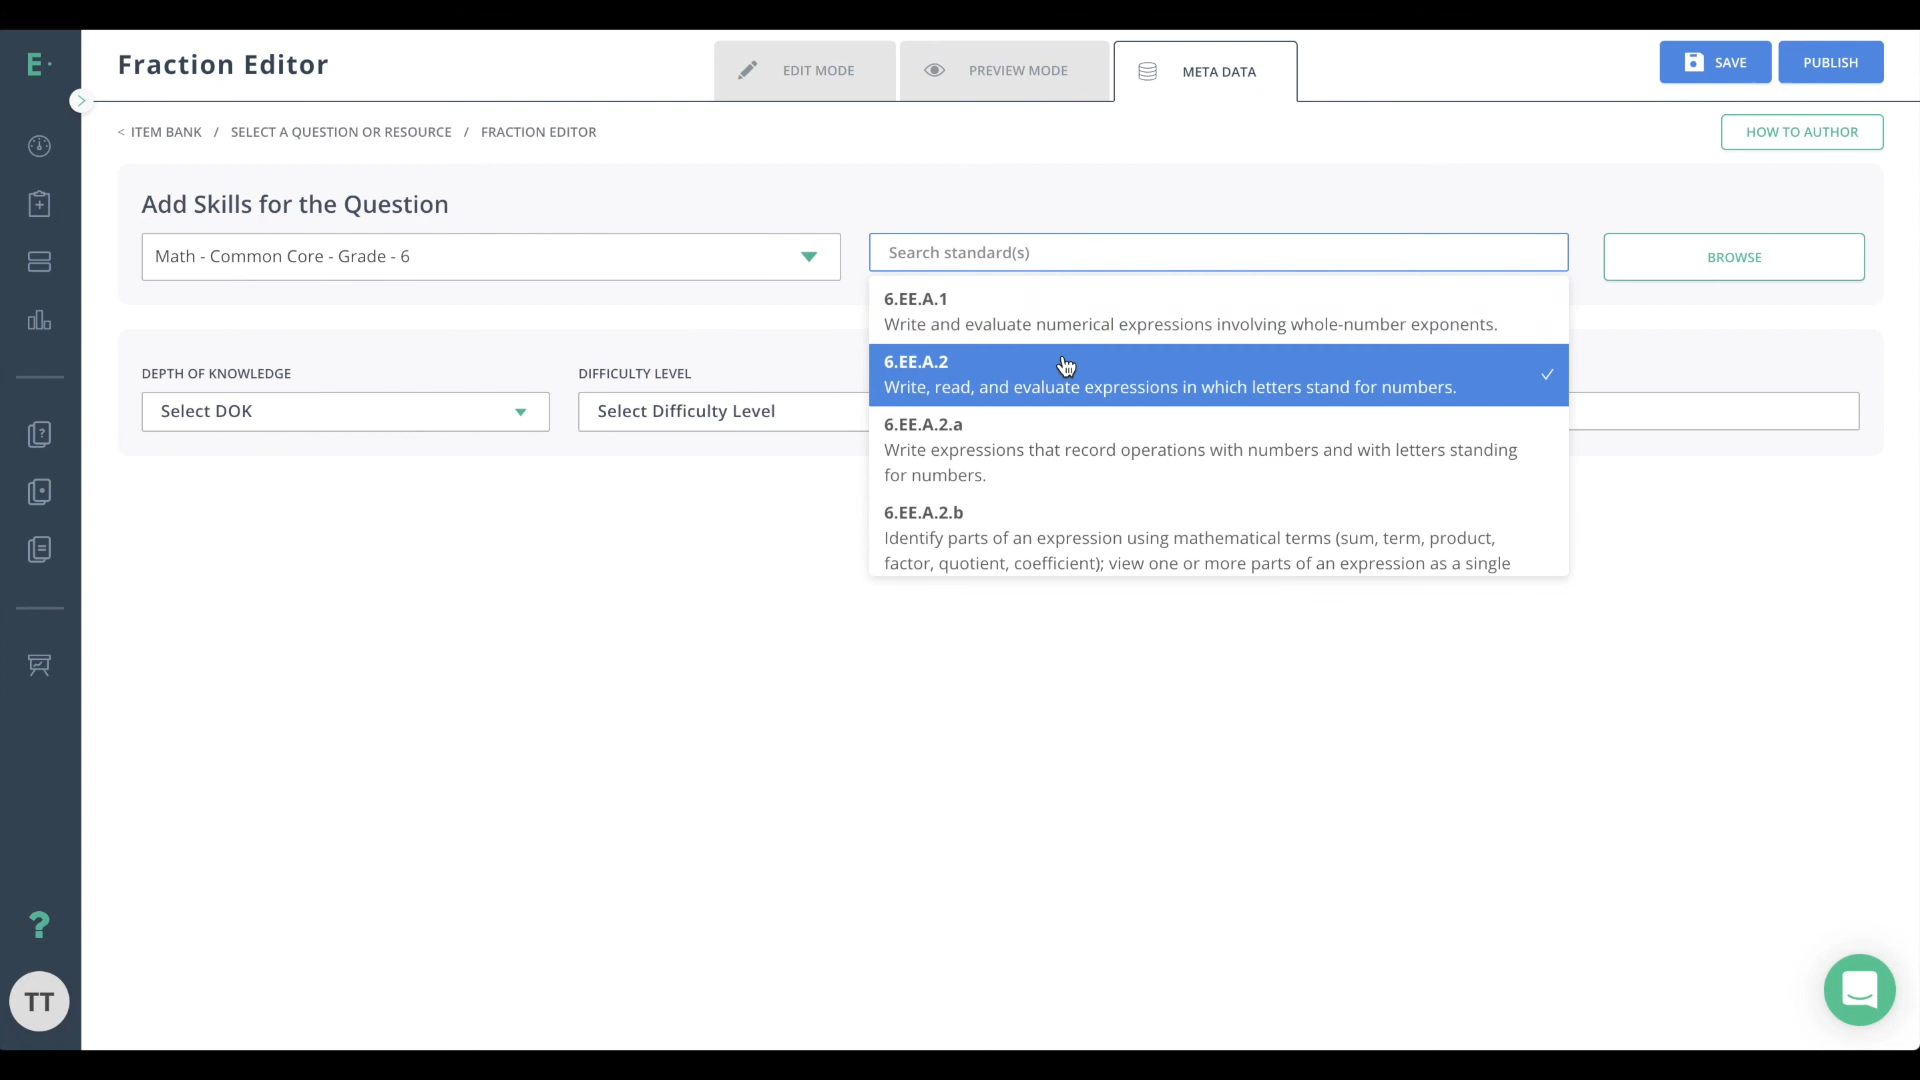 E
Fraction Editor
EDIT MODE
PREVIEW MODE
META DATA
SAVE
PUBLISH
< ITEM BANK / SELECT A QUESTION OR RESOURCE / FRACTION EDITOR
HOW TO AUTHOR
Add Skills for the Question
Math - Common Core - Grade - 6
Search standard(s)
BROWSE
6.EE.A.1
Write and evaluate numerical expressions involving whole-number exponents.
6.EE.A.2
Write, read, and evaluate expressions in which letters stand for numbers.
6.EE.A.2.a
Write expressions that record operations with numbers and with letters standing
for numbers.
6.EE.A.2.b
Identify parts of an expression using mathematical terms (sum, term, product,
factor, quotient, coefficient); view one or more parts of an expression as a single
DEPTH OF KNOWLEDGE
Select DOK
DIFFICULTY LEVEL
Select Difficulty Level
?
TT